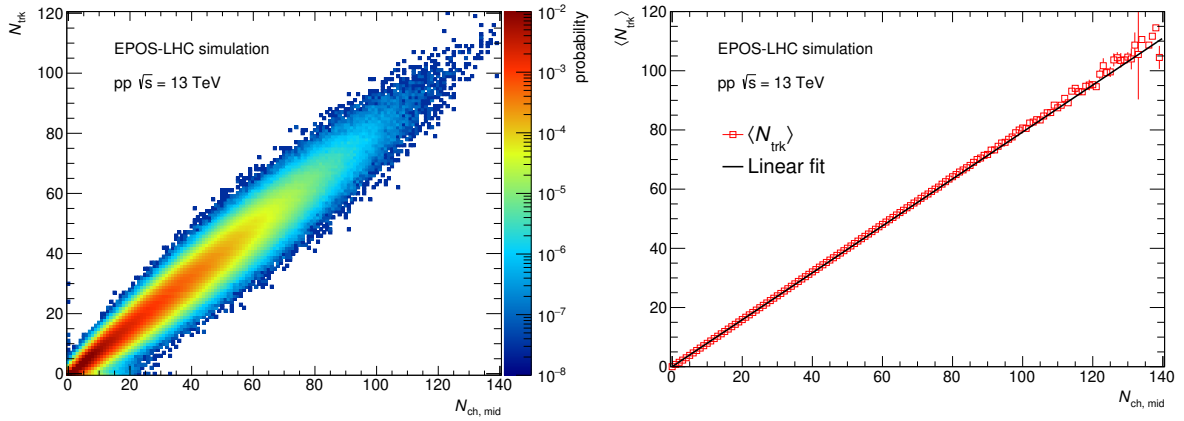 N_trk
120
100
80
60
40
20
0
EPOS-LHC simulation
pp √s = 13 TeV
0 20 40 60 80 100 120 140
N_ch, mid
probability
10⁻²
10⁻³
10⁻⁴
10⁻⁵
10⁻⁶
10⁻⁷
10⁻⁸
⟨N_trk⟩
120
100
80
60
40
20
0
EPOS-LHC simulation
pp √s = 13 TeV
⟨N_trk⟩
Linear fit
0 20 40 60 80 100 120 140
N_ch, mid